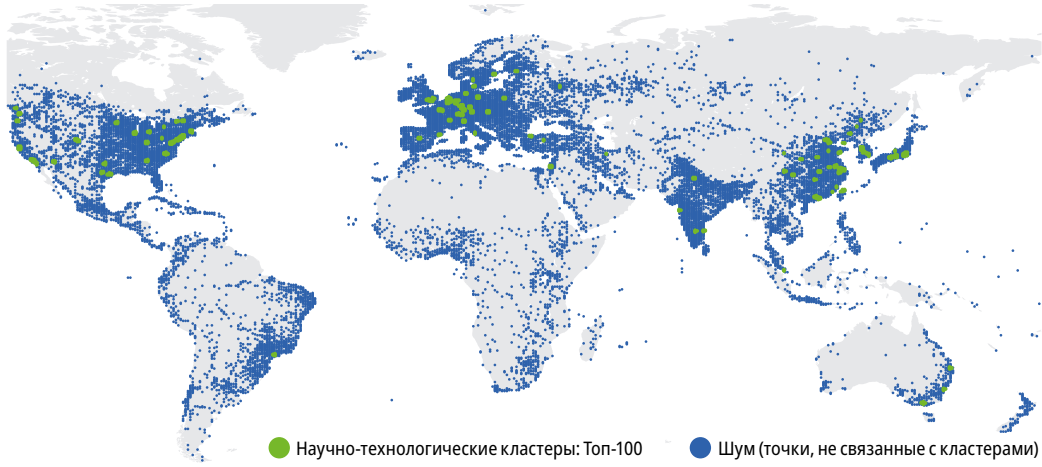 Научно-технологические кластеры: Топ-100
Шум (точки, не связанные с кластерами)